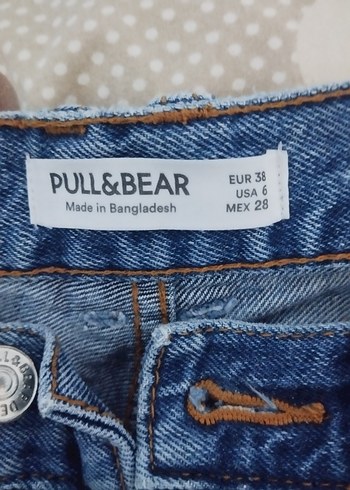 PULL&BEAR
Made in Bangladesh
EUR 38
USA 6
MEX 28